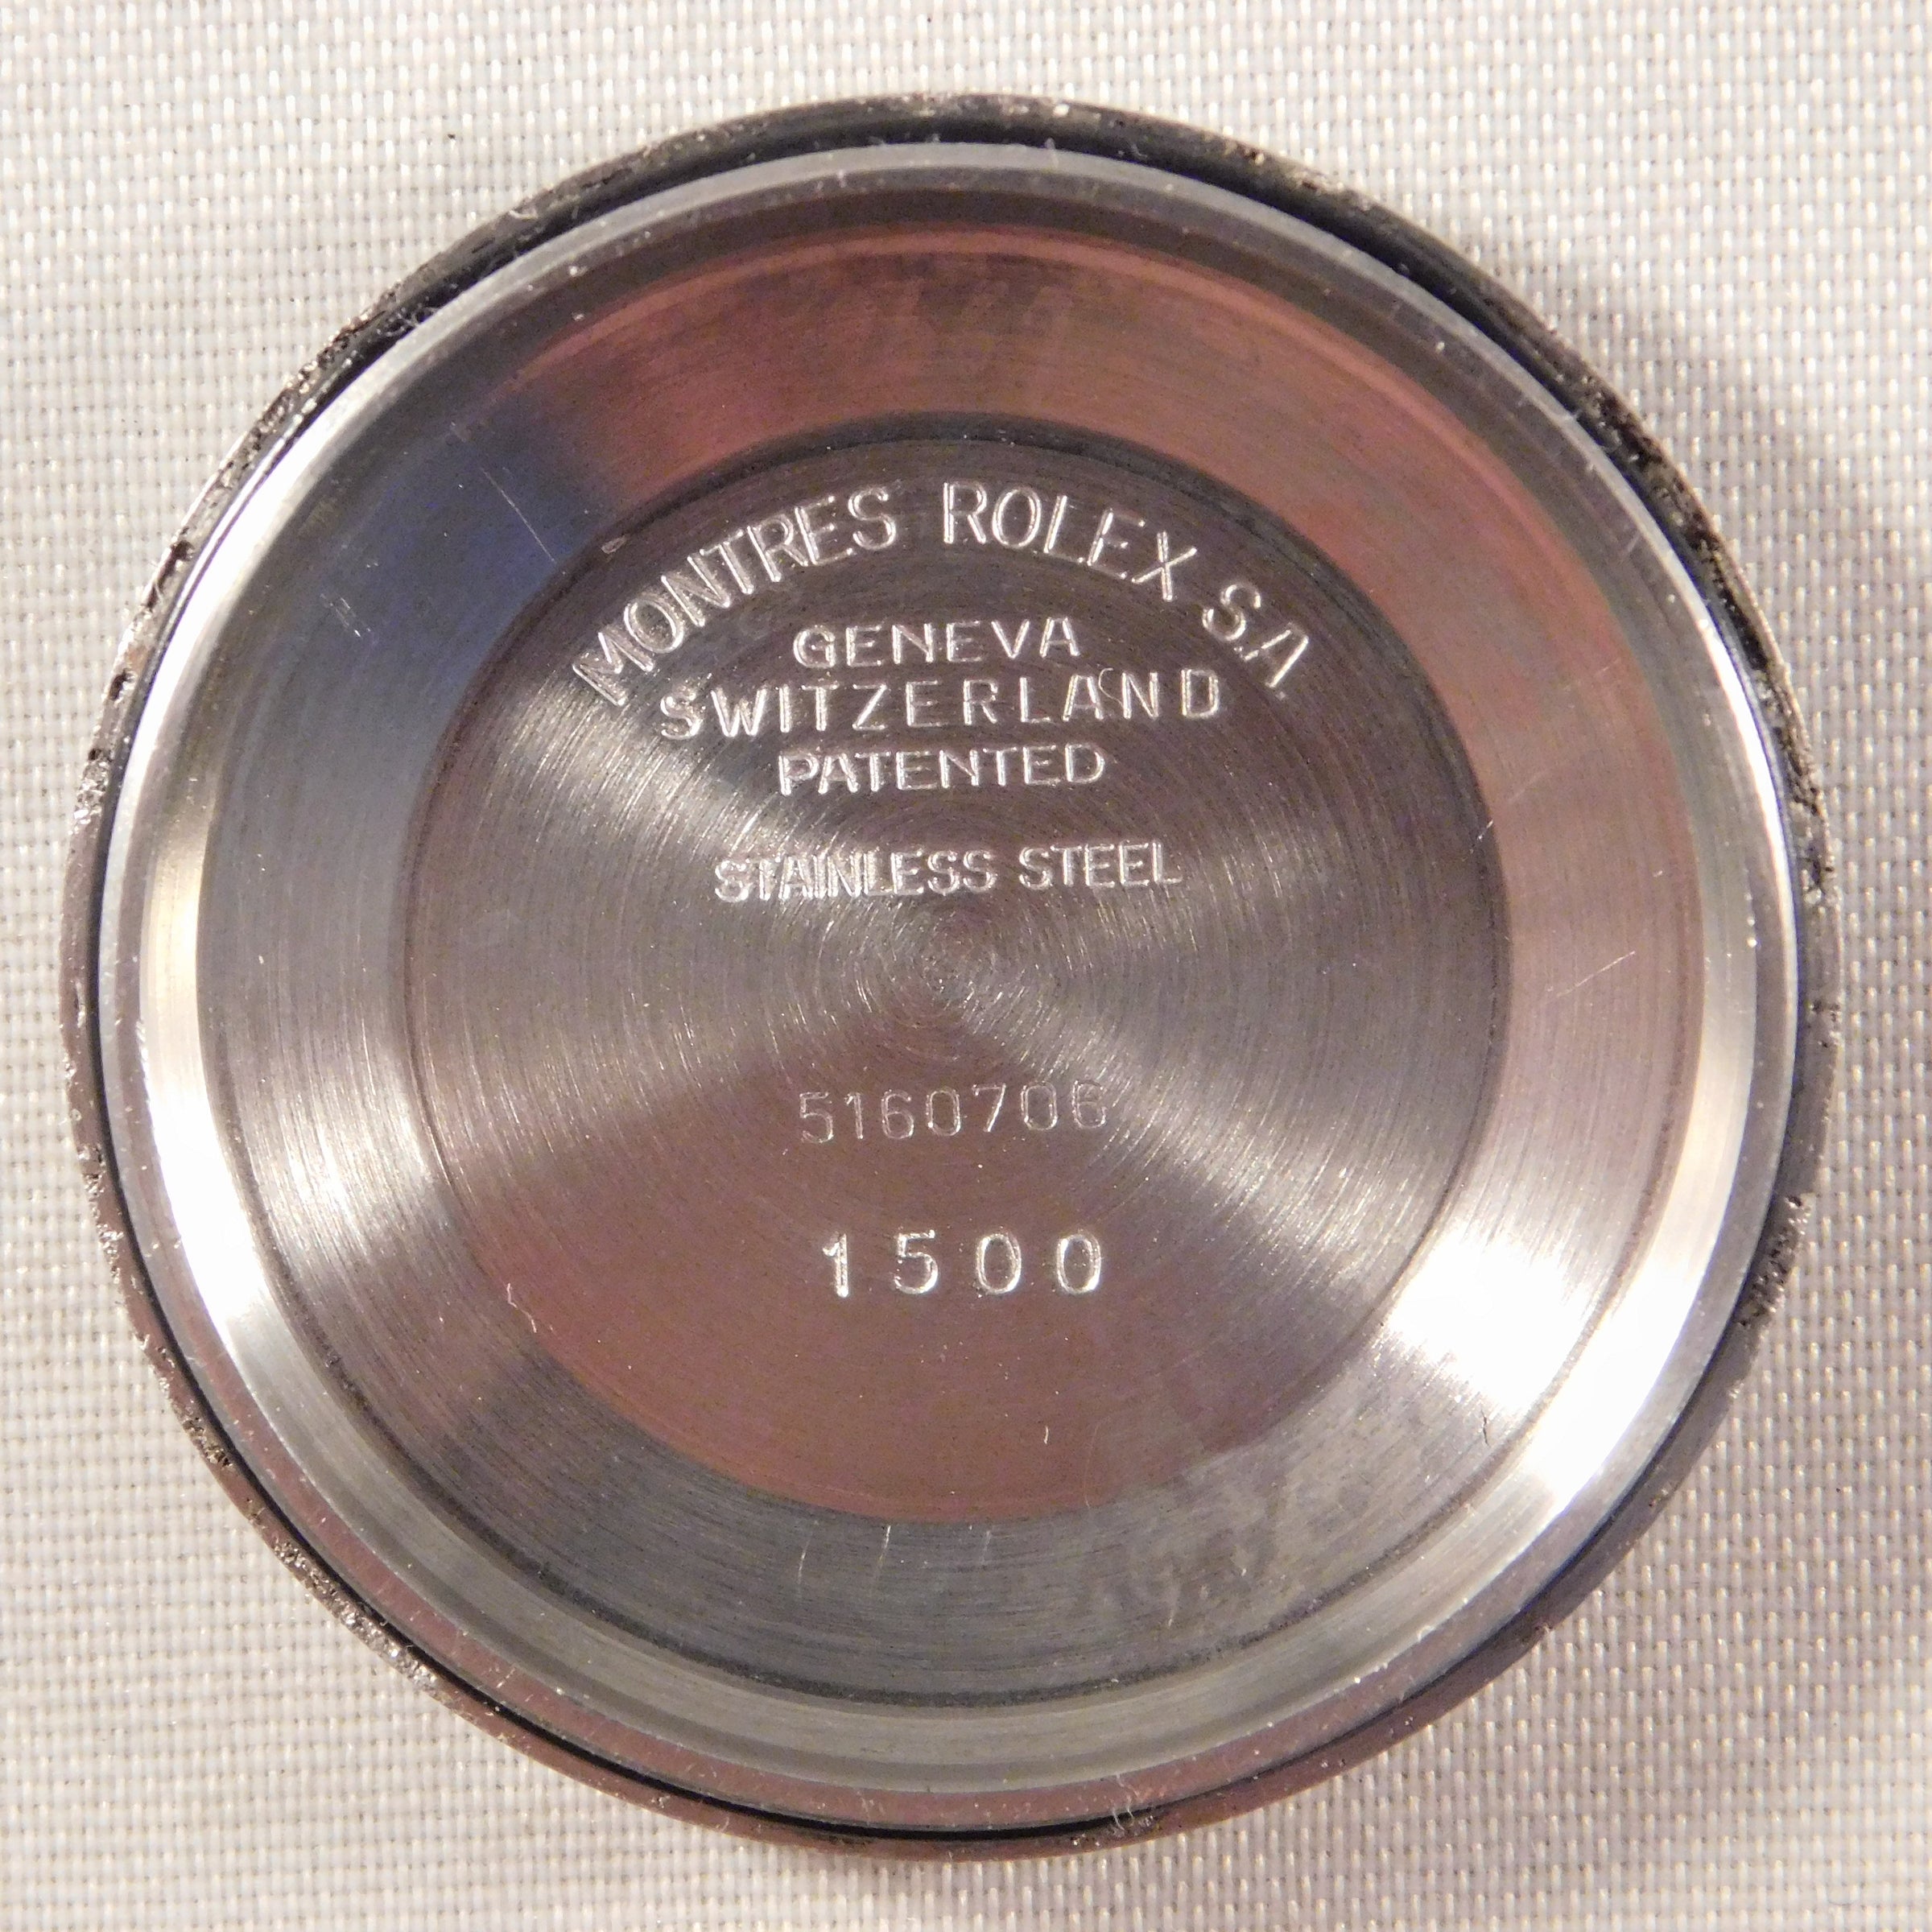 MONTRES ROLEX S.A
GENEVA
SWITZERLAND
PATENTED
STAINLESS STEEL
5160706
1500